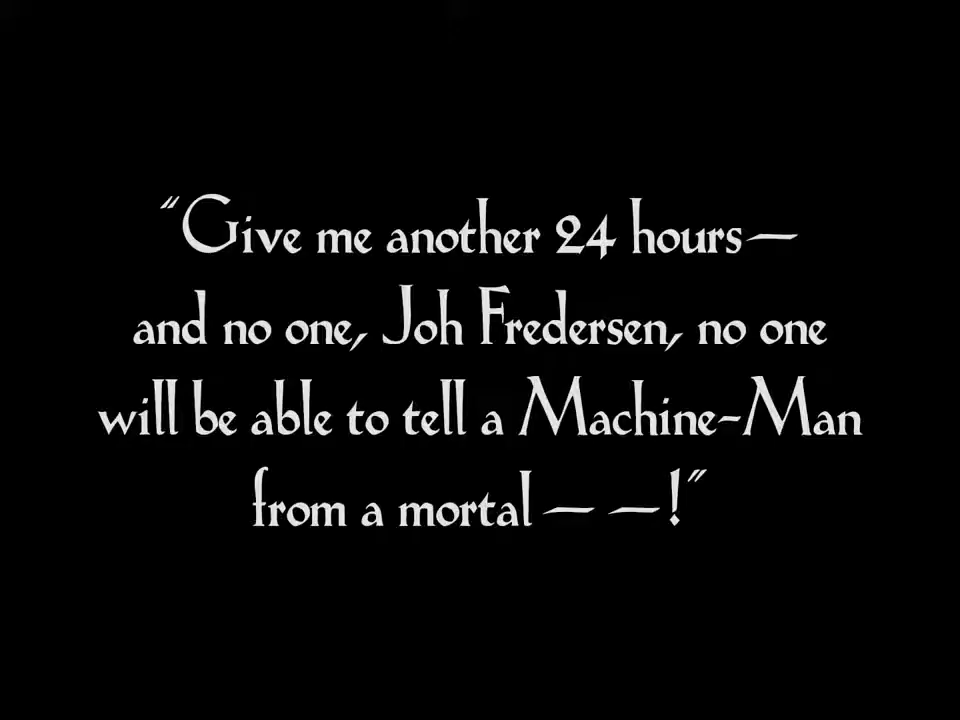 "Give me another 24 hours—
and no one, Joh Fredersen, no one
will be able to tell a Machine-Man
from a mortal — —!"